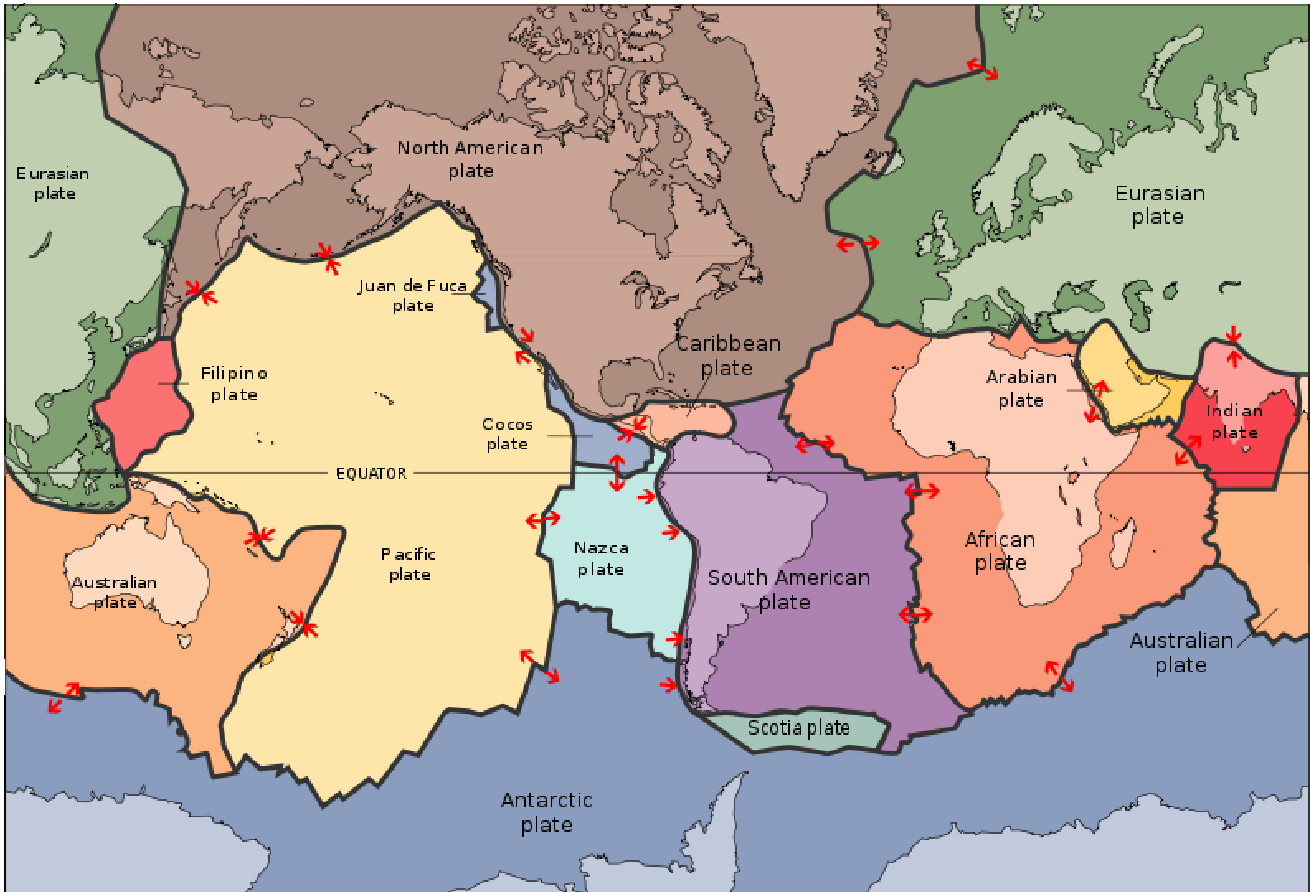 North American
plate
Eurasian
plate
Eurasian
plate
Juan de Fuca
plate
Caribbean
plate
Filipino
plate
Arabian
plate
Cocos
plate
Indian
plate
EQUATOR
Pacific
plate
Nazca
plate
African
plate
Australian
plate
South American
plate
Australian
plate
Scotia plate
Antarctic
plate